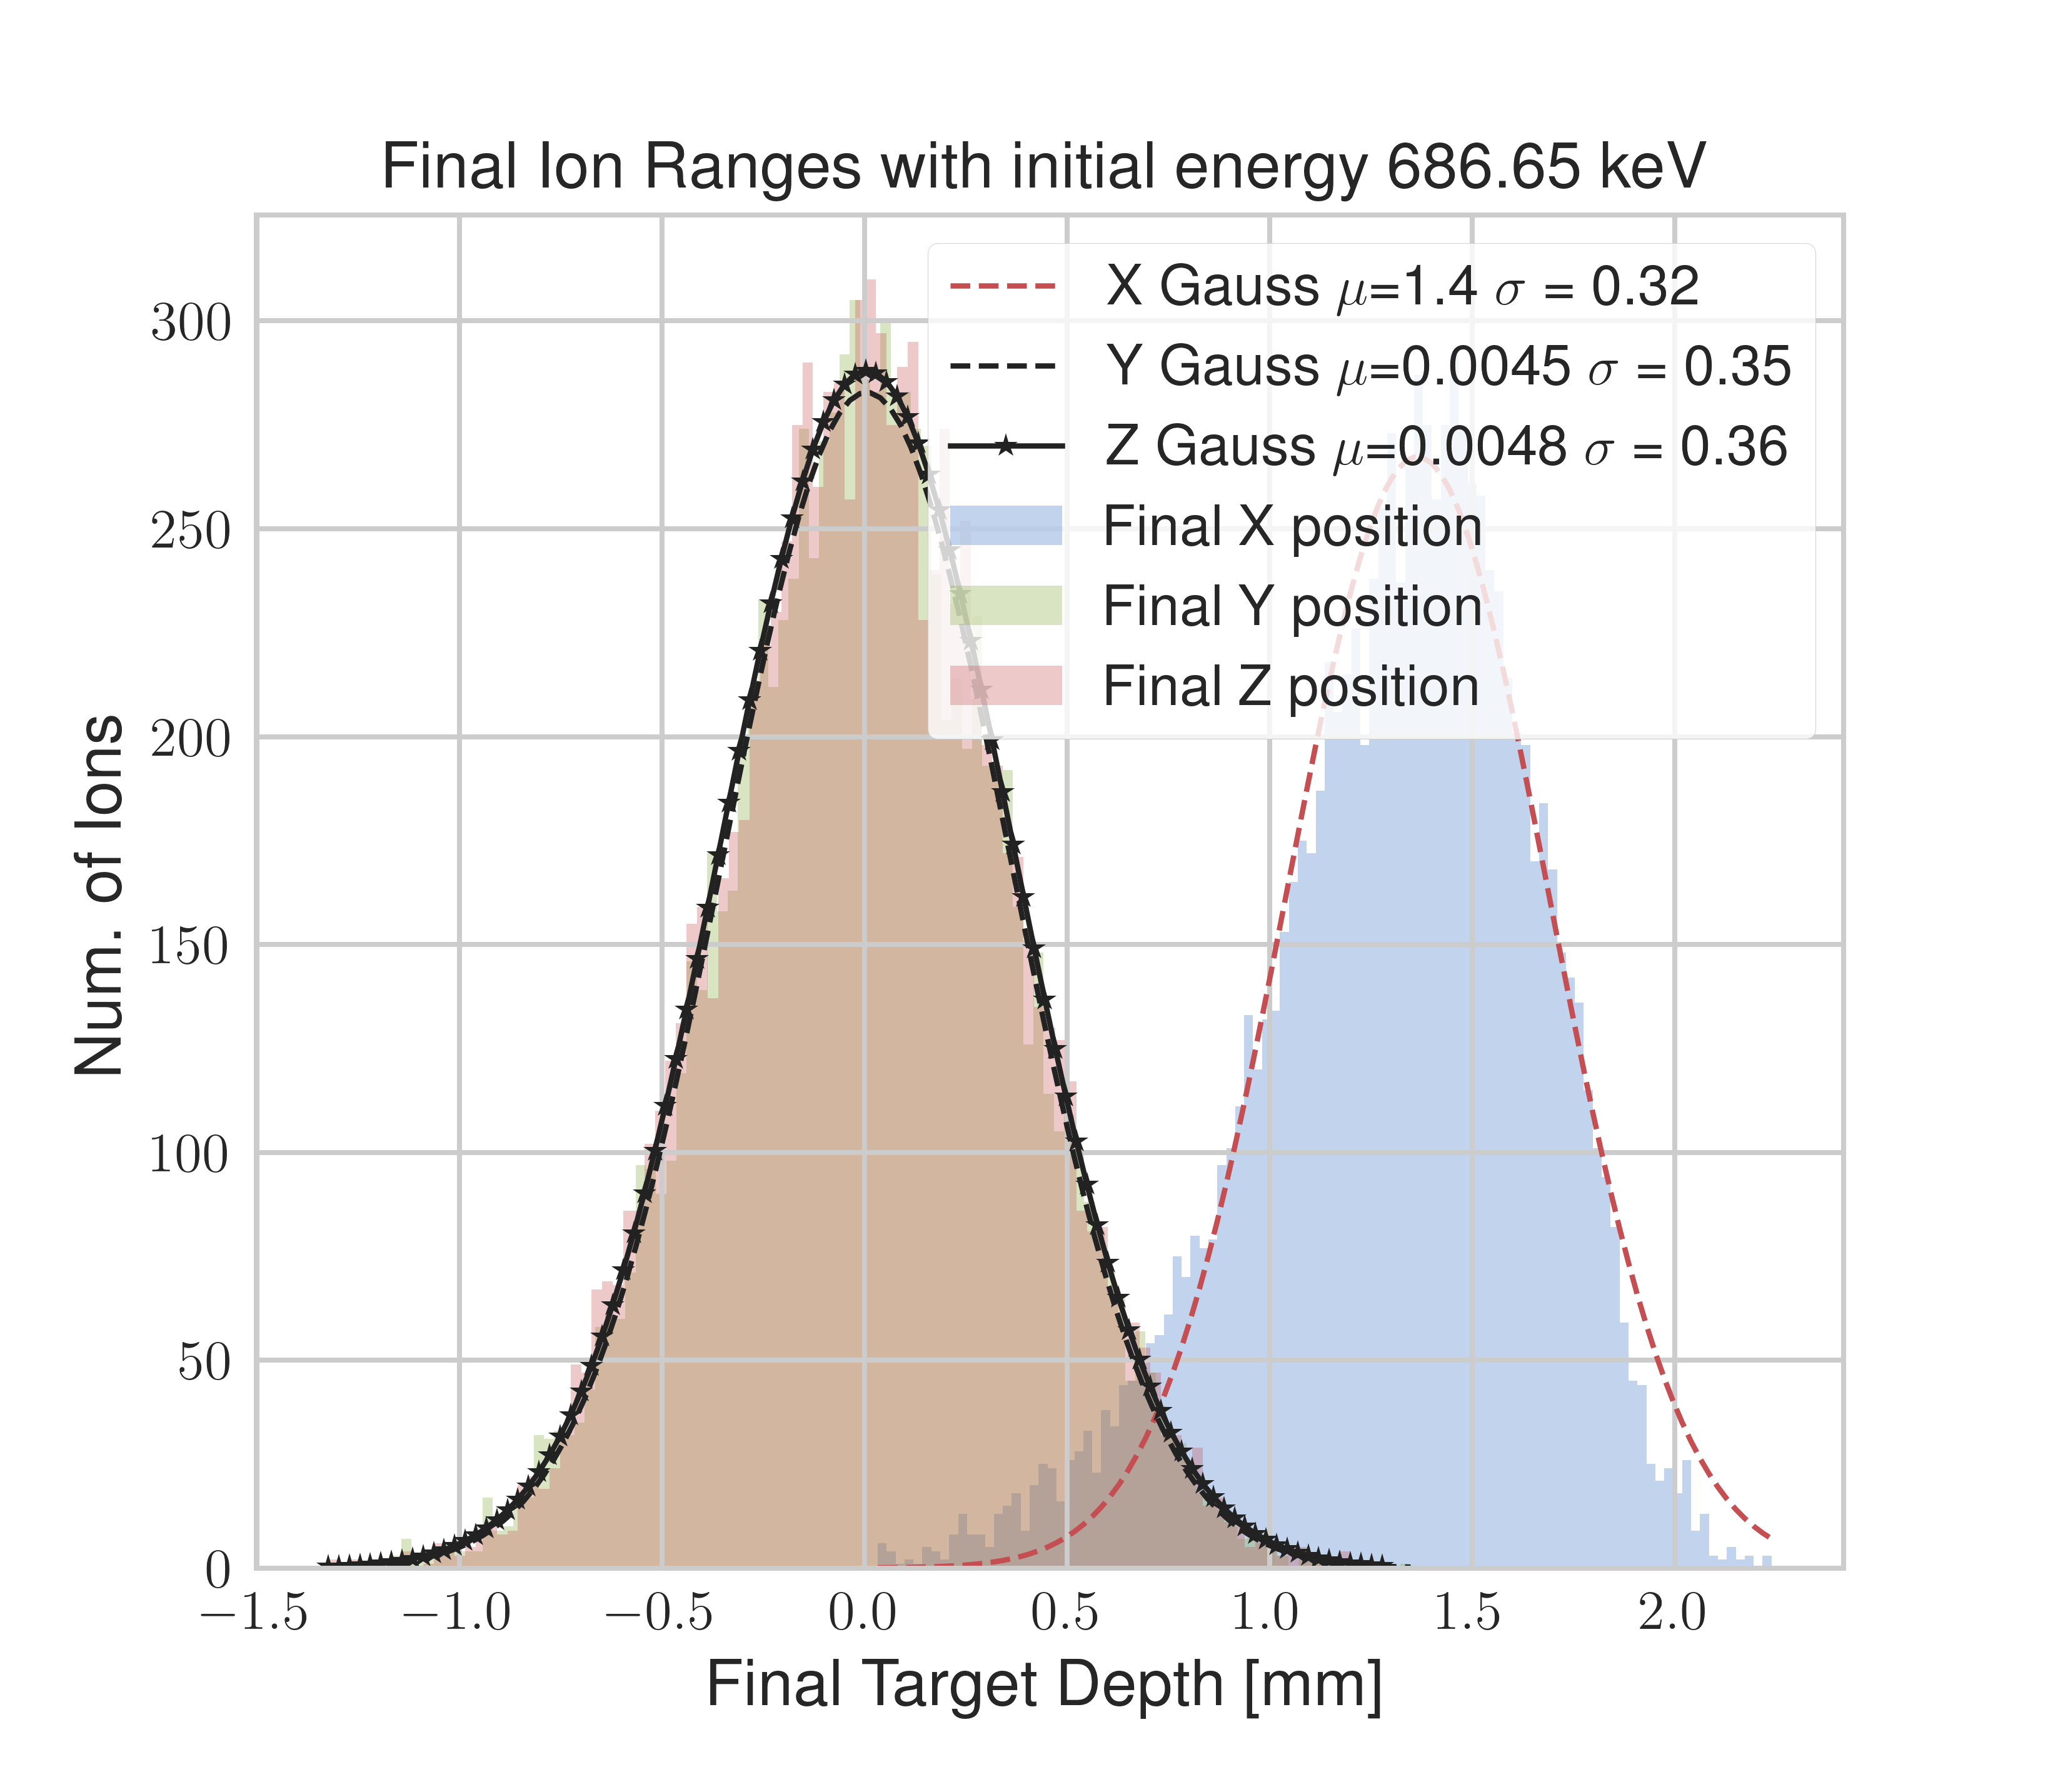 Final Ion Ranges with initial energy 686.65 keV
X Gauss μ=1.4 σ = 0.32
Y Gauss μ=0.0045 σ = 0.35
Z Gauss μ=0.0048 σ = 0.36
Final X position
Final Y position
Final Z position
Num. of Ions
300
250
200
150
100
50
0
−1.5 −1.0 −0.5 0.0 0.5 1.0 1.5 2.0
Final Target Depth [mm]